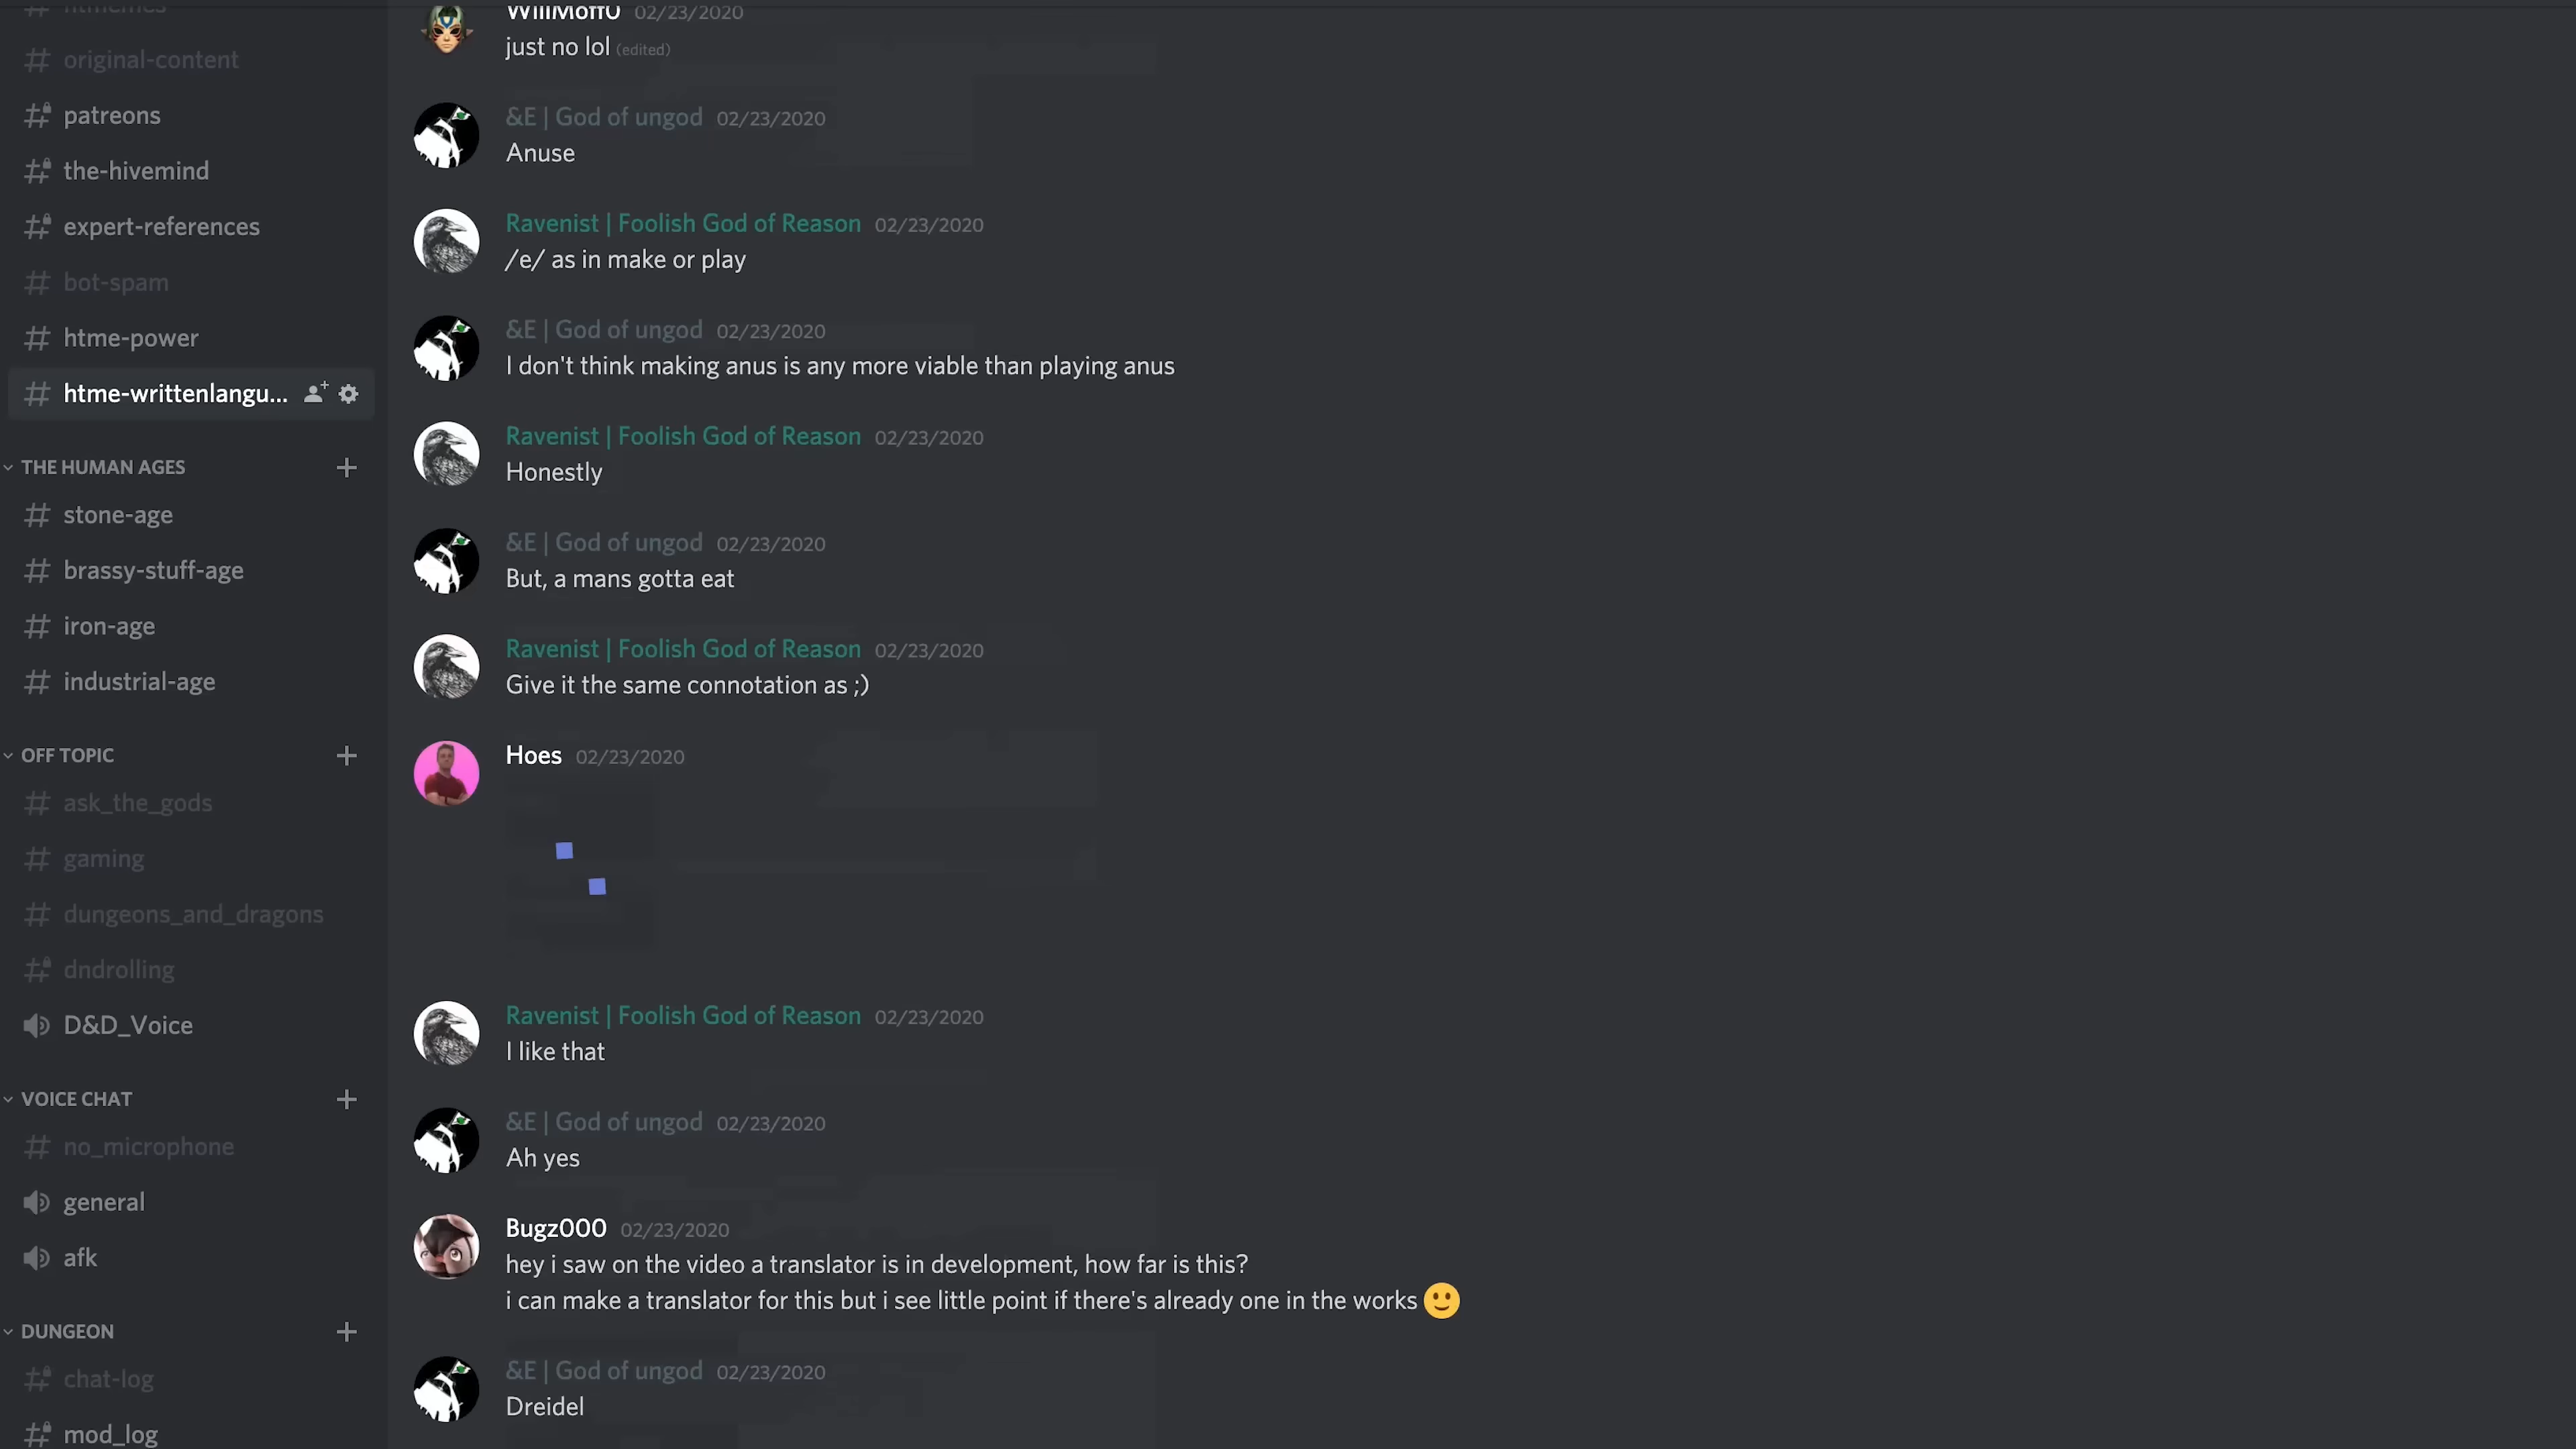 htmemes
original-content
patreons
the-hivemind
expert-references
bot-spam
htme-power
htme-writtenlangu...
THE HUMAN AGES
stone-age
brassy-stuff-age
iron-age
industrial-age
OFF TOPIC
ask_the_gods
gaming
dungeons_and_dragons
dndrolling
D&D_Voice
VOICE CHAT
no_microphone
general
afk
DUNGEON
chat-log
mod_log
WillMoff0 02/23/2020
just no lol (edited)
&E | God of ungod 02/23/2020
Anuse
Ravenist | Foolish God of Reason 02/23/2020
/e/ as in make or play
&E | God of ungod 02/23/2020
I don't think making anus is any more viable than playing anus
Ravenist | Foolish God of Reason 02/23/2020
Honestly
&E | God of ungod 02/23/2020
But, a mans gotta eat
Ravenist | Foolish God of Reason 02/23/2020
Give it the same connotation as ;)
Hoes 02/23/2020
Ravenist | Foolish God of Reason 02/23/2020
I like that
&E | God of ungod 02/23/2020
Ah yes
Bugz000 02/23/2020
hey i saw on the video a translator is in development, how far is this?
i can make a translator for this but i see little point if there's already one in the works
&E | God of ungod 02/23/2020
Dreidel